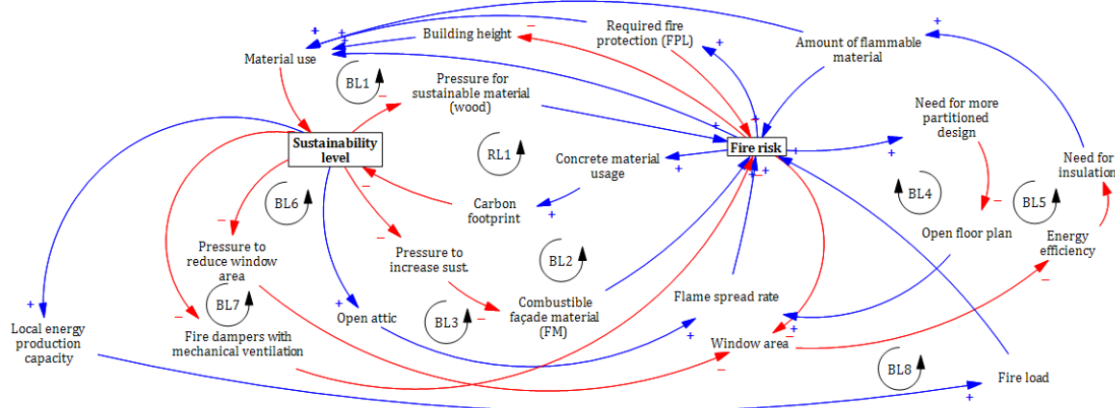 Material use
Building height
Required fire
protection (FPL)
Amount of flammable
material
BL1
Pressure for
sustainable material
(wood)
Need for more
partitioned
design
Sustainability
level
RL1
Fire risk
Concrete material
usage
Need for
insulation
BL6
Carbon
footprint
BL4
BL5
Pressure to
reduce window
area
Pressure to
increase sust.
BL2
Open floor plan
Energy
efficiency
BL7
Open attic
BL3
Combustible
façade material
(FM)
Flame spread rate
Local energy
production
capacity
Fire dampers with
mechanical ventilation
Window area
BL8
Fire load